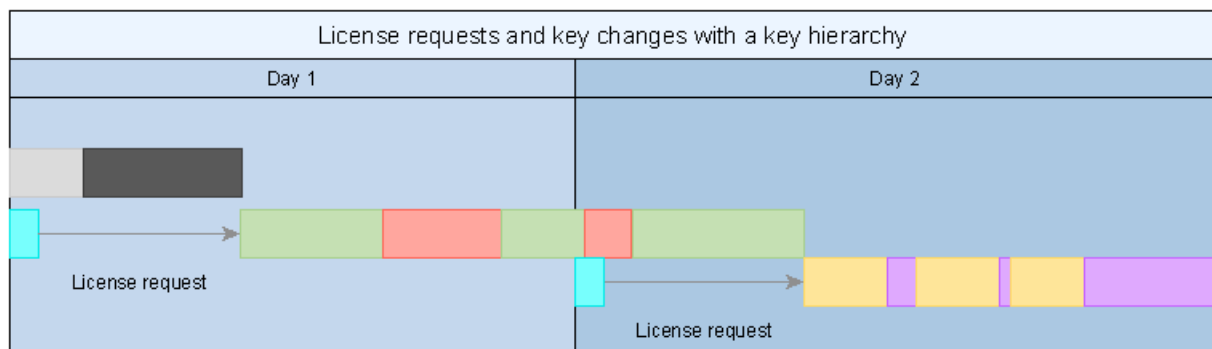 License requests and key changes with a key hierarchy
Day 1
Day 2
License request
License request